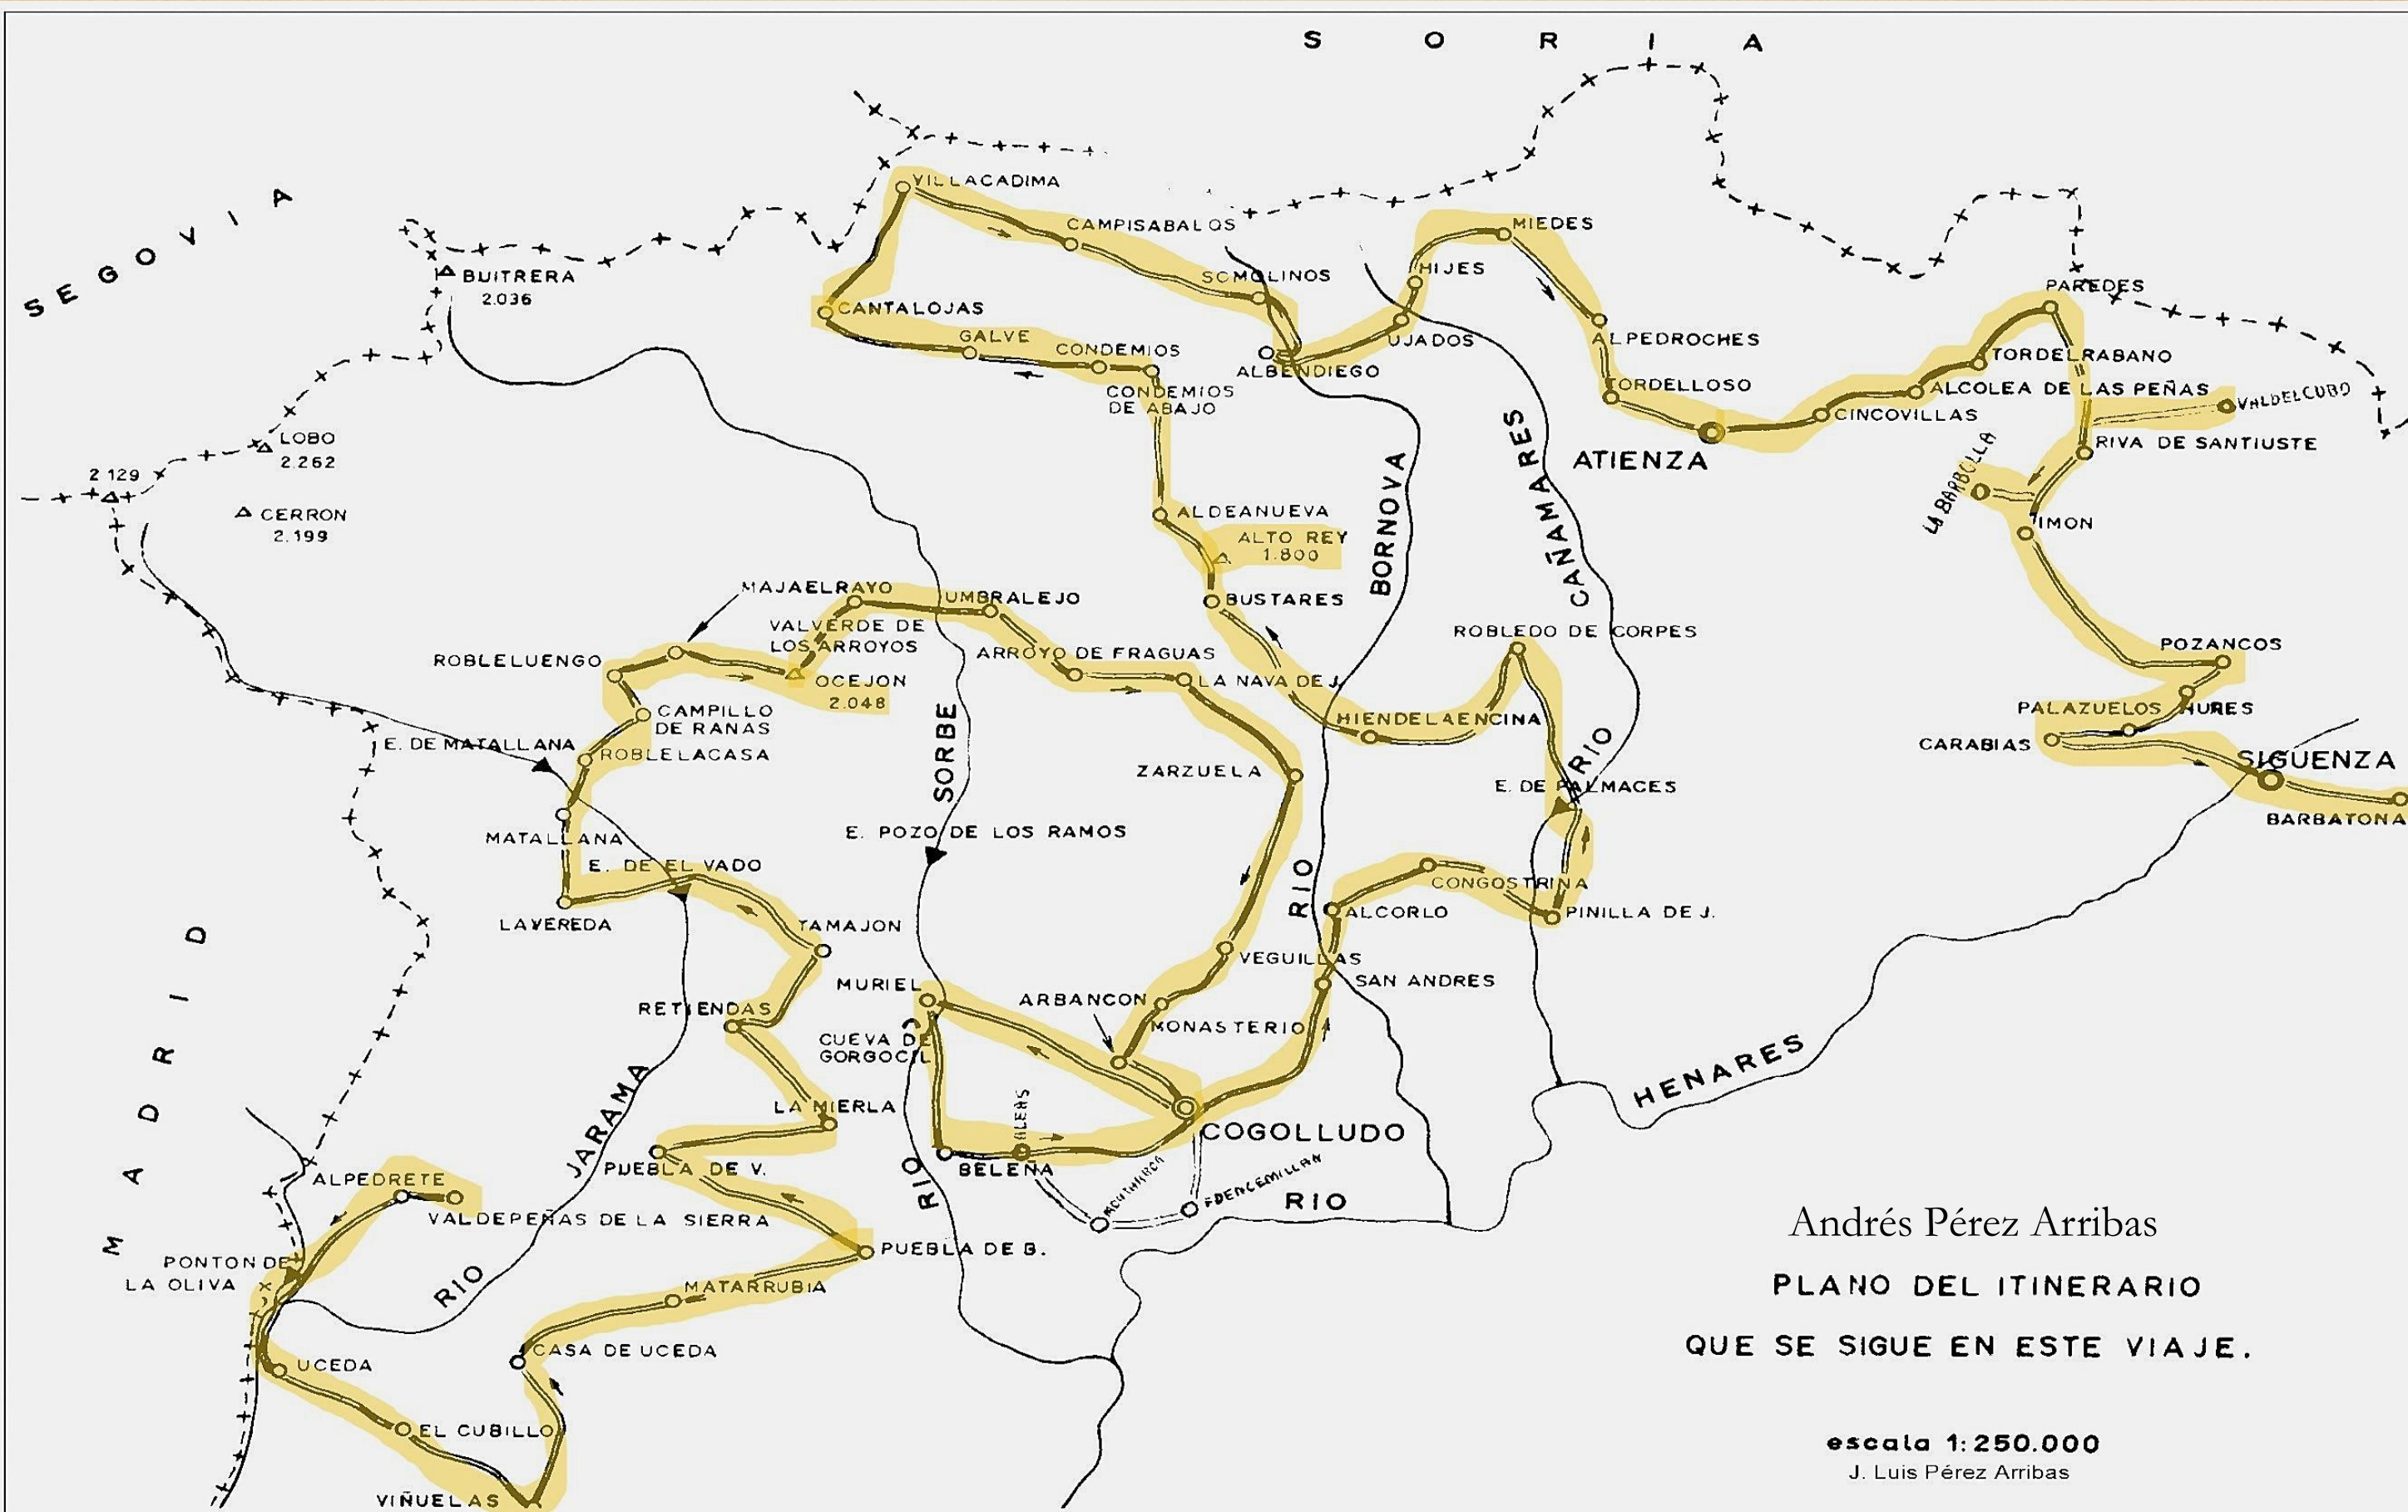 S O R I A
SEGOVIA
MADRID
VILLACADIMA
CAMPISABALOS
SOMOLINOS
MIEDES
HIJES
BUITRERA
2.036
CANTALOJAS
GALVE
CONDEMIOS
CONDEMIOS
DE ABAJO
ALBENDIEGO
UJADOS
ALPEDROCHES
TORDELLOSO
ATIENZA
PAREDES
TORDELRABANO
ALCOLEA DE LAS PEÑAS
CINCOVILLAS
VALDELCUBO
RIVA DE SANTIUSTE
LA BARBOLLA
IMON
LOBO
2.262
2 129
CERRON
2.199
ALDEANUEVA
ALTO REY
1.800
BUSTARES
BORNOVA
CAÑAMARES
MAJAELRAYO
UMBRALEJO
VALVERDE DE
LOS ARROYOS
ROBLELUENGO
OCEJON
2.048
ARROYO DE FRAGUAS
LA NAVA DE J.
ROBLEDO DE CORPES
HIENDELAENCINA
POZANCOS
PALAZUELOS
HURES
CARABIAS
SIGÜENZA
BARBATONA
CAMPILLO
DE RANAS
E. DE MATALLANA
ROBLELACASA
SORBE
ZARZUELA
RIO
E. DE PALMACES
MATALLANA
E. POZO DE LOS RAMOS
E. DE EL VADO
LAVEREDA
TAMAJON
RIO
CONGOSTRINA
ALCORLO
PINILLA DE J.
VEGUILLAS
SAN ANDRES
MURIEL
ARBANCON
MONASTERIO
RETIENDAS
CUEVA DE
GORGOCIL
JARAMA
HENARES
LA MIERLA
ALEAS
COGOLLUDO
PUEBLA DE V.
BELEÑA
RIO
RIO
ALPEDRETE
VALDEPEÑAS DE LA SIERRA
PONTON DE
LA OLIVA
RIO
PUEBLA DE B.
MATARRUBIA
CASA DE UCEDA
UCEDA
EL CUBILLO
VIÑUELAS
Andrés Pérez Arribas
PLANO DEL ITINERARIO
QUE SE SIGUE EN ESTE VIAJE.
escala 1:250.000
J. Luis Pérez Arribas